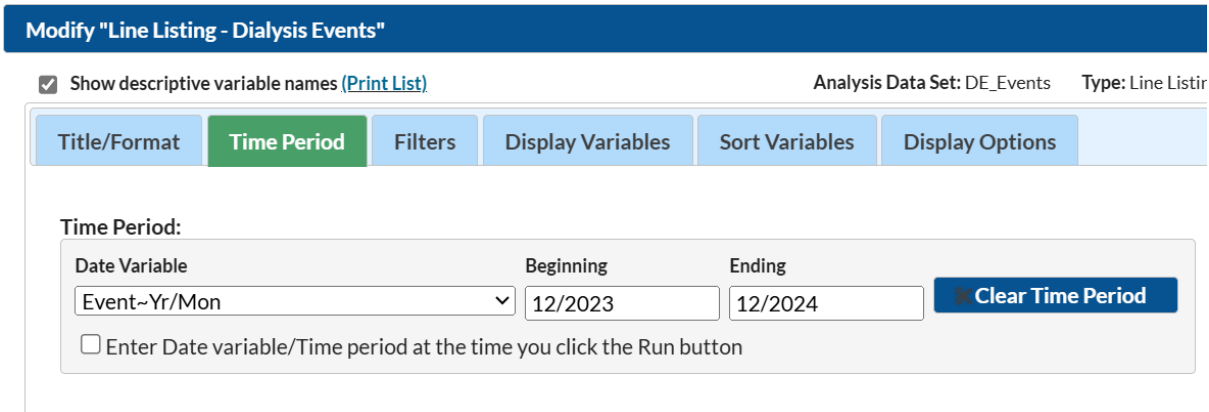 Modify "Line Listing - Dialysis Events"
Show descriptive variable names (Print List) Analysis Data Set: DE_Events Type: Line Listin
Title/Format Time Period Filters Display Variables Sort Variables Display Options
Time Period:
Date Variable Beginning Ending
Event~Yr/Mon 12/2023 12/2024 Clear Time Period
Enter Date variable/Time period at the time you click the Run button